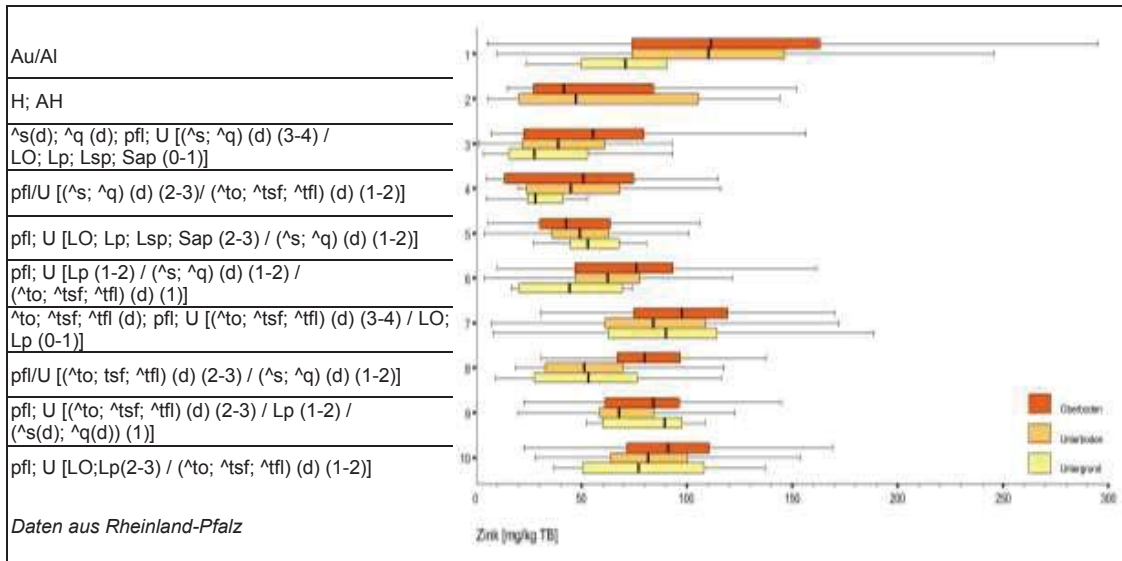 Au/Al
H; AH
^s(d); ^q (d); pfl; U [(^s; ^q) (d) (3-4) /
LO; Lp; Lsp; Sap (0-1)]
pfl/U [(^s; ^q) (d) (2-3)/ (^to; ^tsf; ^tfl) (d) (1-2)]
pfl; U [LO; Lp; Lsp; Sap (2-3) / (^s; ^q) (d) (1-2)]
pfl; U [Lp (1-2) / (^s; ^q) (d) (1-2) /
(^to; ^tsf; ^tfl) (d) (1)]
^to; ^tsf; ^tfl (d); pfl; U [(^to; ^tsf; ^tfl) (d) (3-4) / LO;
Lp (0-1)]
pfl/U [(^to; tsf; ^tfl) (d) (2-3) / (^s; ^q) (d) (1-2)]
pfl; U [(^to; ^tsf; ^tfl) (d) (2-3) / Lp (1-2) /
(^s(d); ^q(d)) (1)]
pfl; U [LO;Lp(2-3) / (^to; ^tsf; ^tfl) (d) (1-2)]
Daten aus Rheinland-Pfalz
1
2
3
4
5
6
7
8
9
10
Oberboden
Unterboden
Untergrund
0 50 100 150 200 250 300
Zink [mg/kg TB]